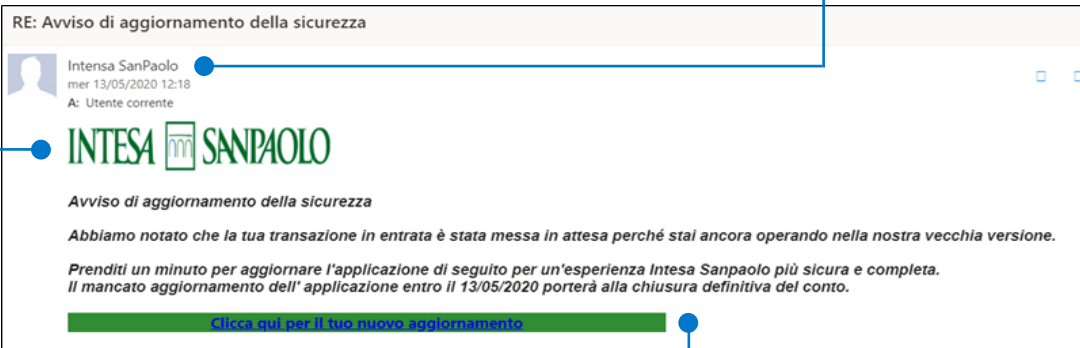 RE: Avviso di aggiornamento della sicurezza
Intensa SanPaolo
mer 13/05/2020 12:18
A: Utente corrente
INTESA SANPAOLO
Avviso di aggiornamento della sicurezza
Abbiamo notato che la tua transazione in entrata è stata messa in attesa perché stai ancora operando nella nostra vecchia versione.
Prenditi un minuto per aggiornare l'applicazione di seguito per un'esperienza Intesa Sanpaolo più sicura e completa.
Il mancato aggiornamento dell' applicazione entro il 13/05/2020 porterà alla chiusura definitiva del conto.
Clicca qui per il tuo nuovo aggiornamento